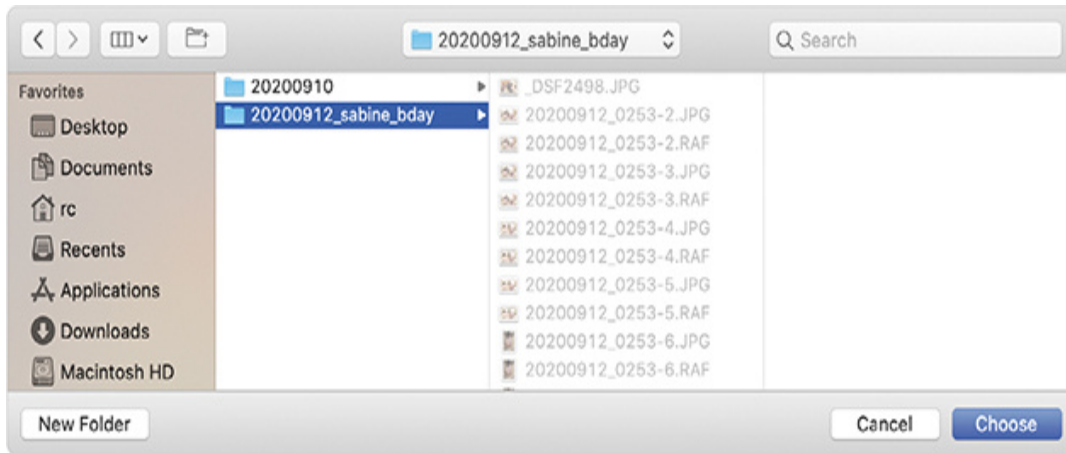 20200912_sabine_bday
Search
Favorites
Desktop
Documents
rc
Recents
Applications
Downloads
Macintosh HD
20200910
20200912_sabine_bday
_DSF2498.JPG
20200912_0253-2.JPG
20200912_0253-2.RAF
20200912_0253-3.JPG
20200912_0253-3.RAF
20200912_0253-4.JPG
20200912_0253-4.RAF
20200912_0253-5.JPG
20200912_0253-5.RAF
20200912_0253-6.JPG
20200912_0253-6.RAF
New Folder
Cancel
Choose